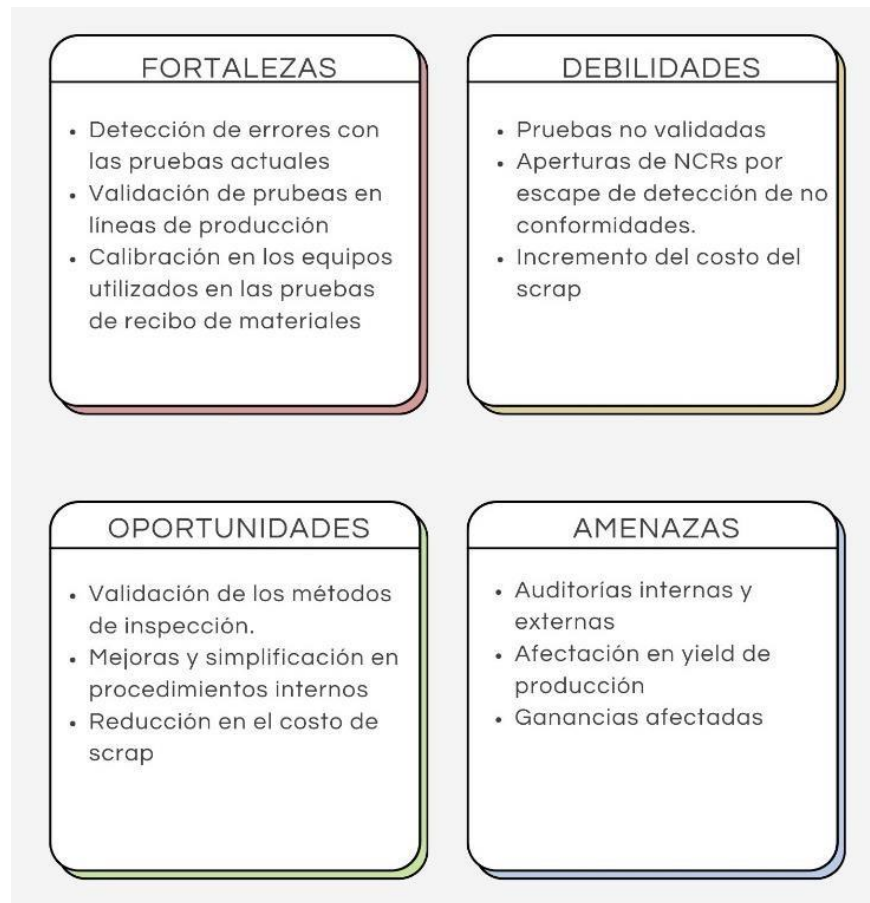 FORTALEZAS
• Detección de errores con
las pruebas actuales
• Validación de prubeas en
líneas de producción
• Calibración en los equipos
utilizados en las pruebas
de recibo de materiales
DEBILIDADES
• Pruebas no validadas
• Aperturas de NCRs por
escape de detección de no
conformidades.
• Incremento del costo del
scrap
OPORTUNIDADES
• Validación de los métodos
de inspección.
• Mejoras y simplificación en
procedimientos internos
• Reducción en el costo de
scrap
AMENAZAS
• Auditorías internas y
externas
• Afectación en yield de
producción
• Ganancias afectadas